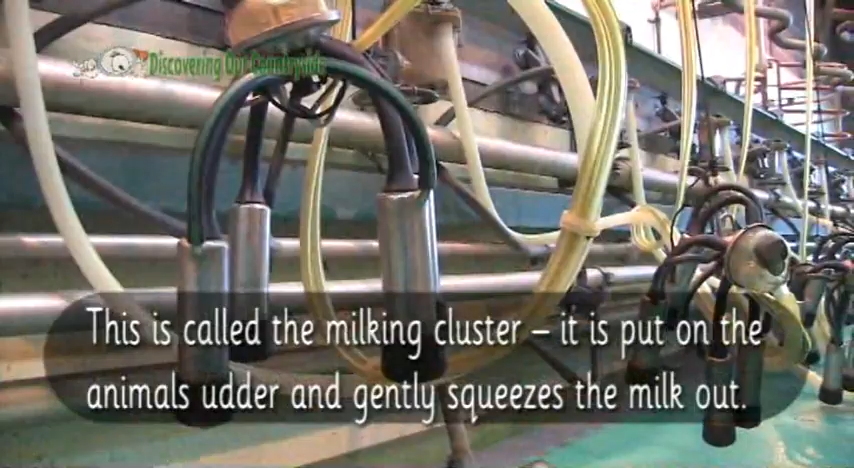 Discovering Our Countryside
This is called the milking cluster – it is put on the
animals udder and gently squeezes the milk out.